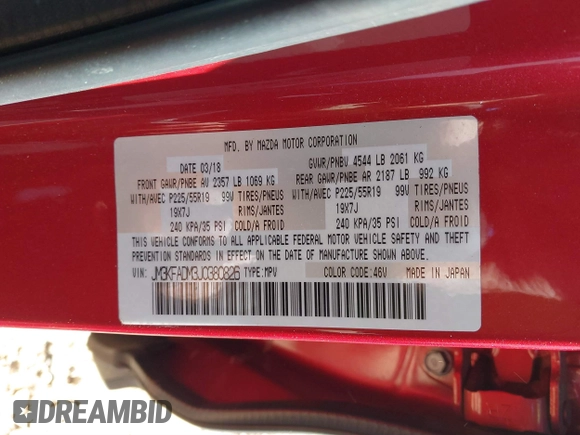 MFD. BY MAZDA MOTOR CORPORATION
DATE 03/18 GVWR/PNBV 4544 LB 2061 KG
FRONT GAWR/PNBE AV 2357 LB 1069 KG REAR GAWR/PNBE AR 2187 LB 992 KG
WITH/AVEC P225/55R19 99V TIRES/PNEUS WITH/AVEC P225/55R19 99V TIRES/PNEUS
19X7J RIMS/JANTES 19X7J RIMS/JANTES
240 KPA/35 PSI COLD/A FROID 240 KPA/35 PSI COLD/A FROID
THIS VEHICLE CONFORMS TO ALL APPLICABLE FEDERAL MOTOR VEHICLE SAFETY AND THEFT
PREVENTION STANDARDS IN EFFECT ON THE DATE OF MANUFACTURE SHOWN ABOVE.
VIN: JM3KFADM3J0380826 TYPE:MPV COLOR CODE:46V MADE IN JAPAN
DREAMBID